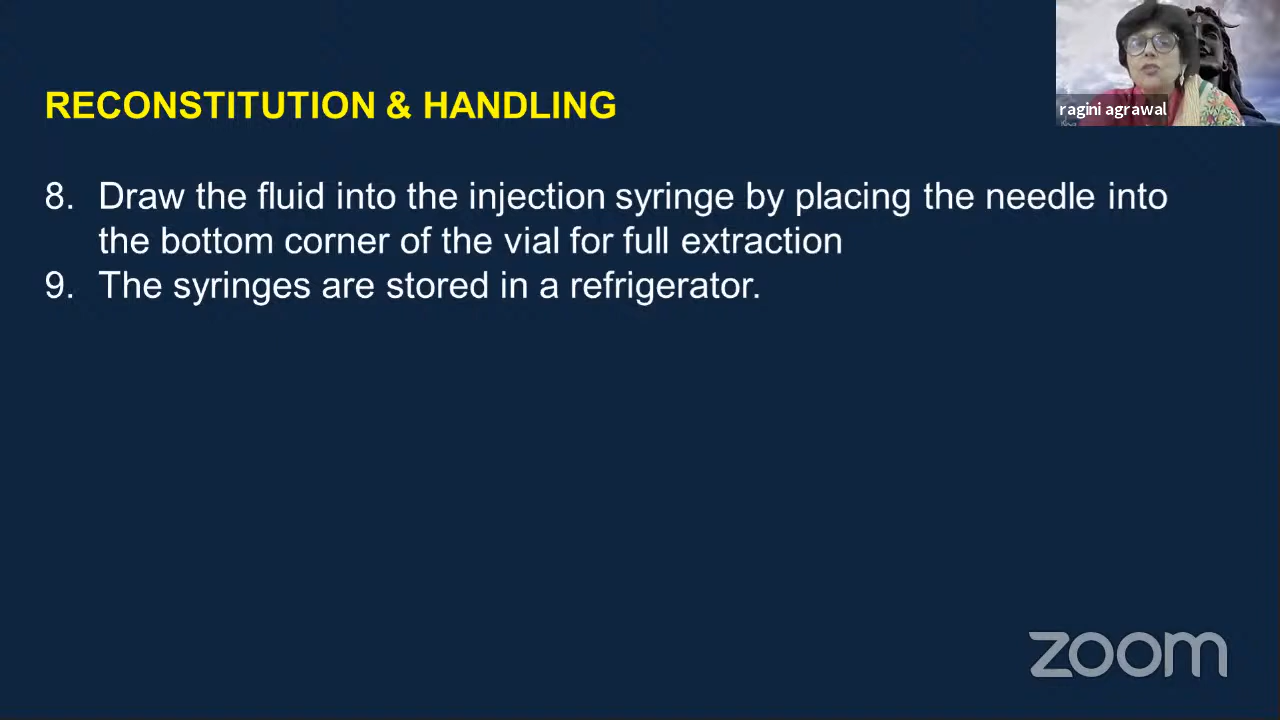 RECONSTITUTION & HANDLING
ragini agrawal
8. Draw the fluid into the injection syringe by placing the needle into
the bottom corner of the vial for full extraction
9. The syringes are stored in a refrigerator.
zoom